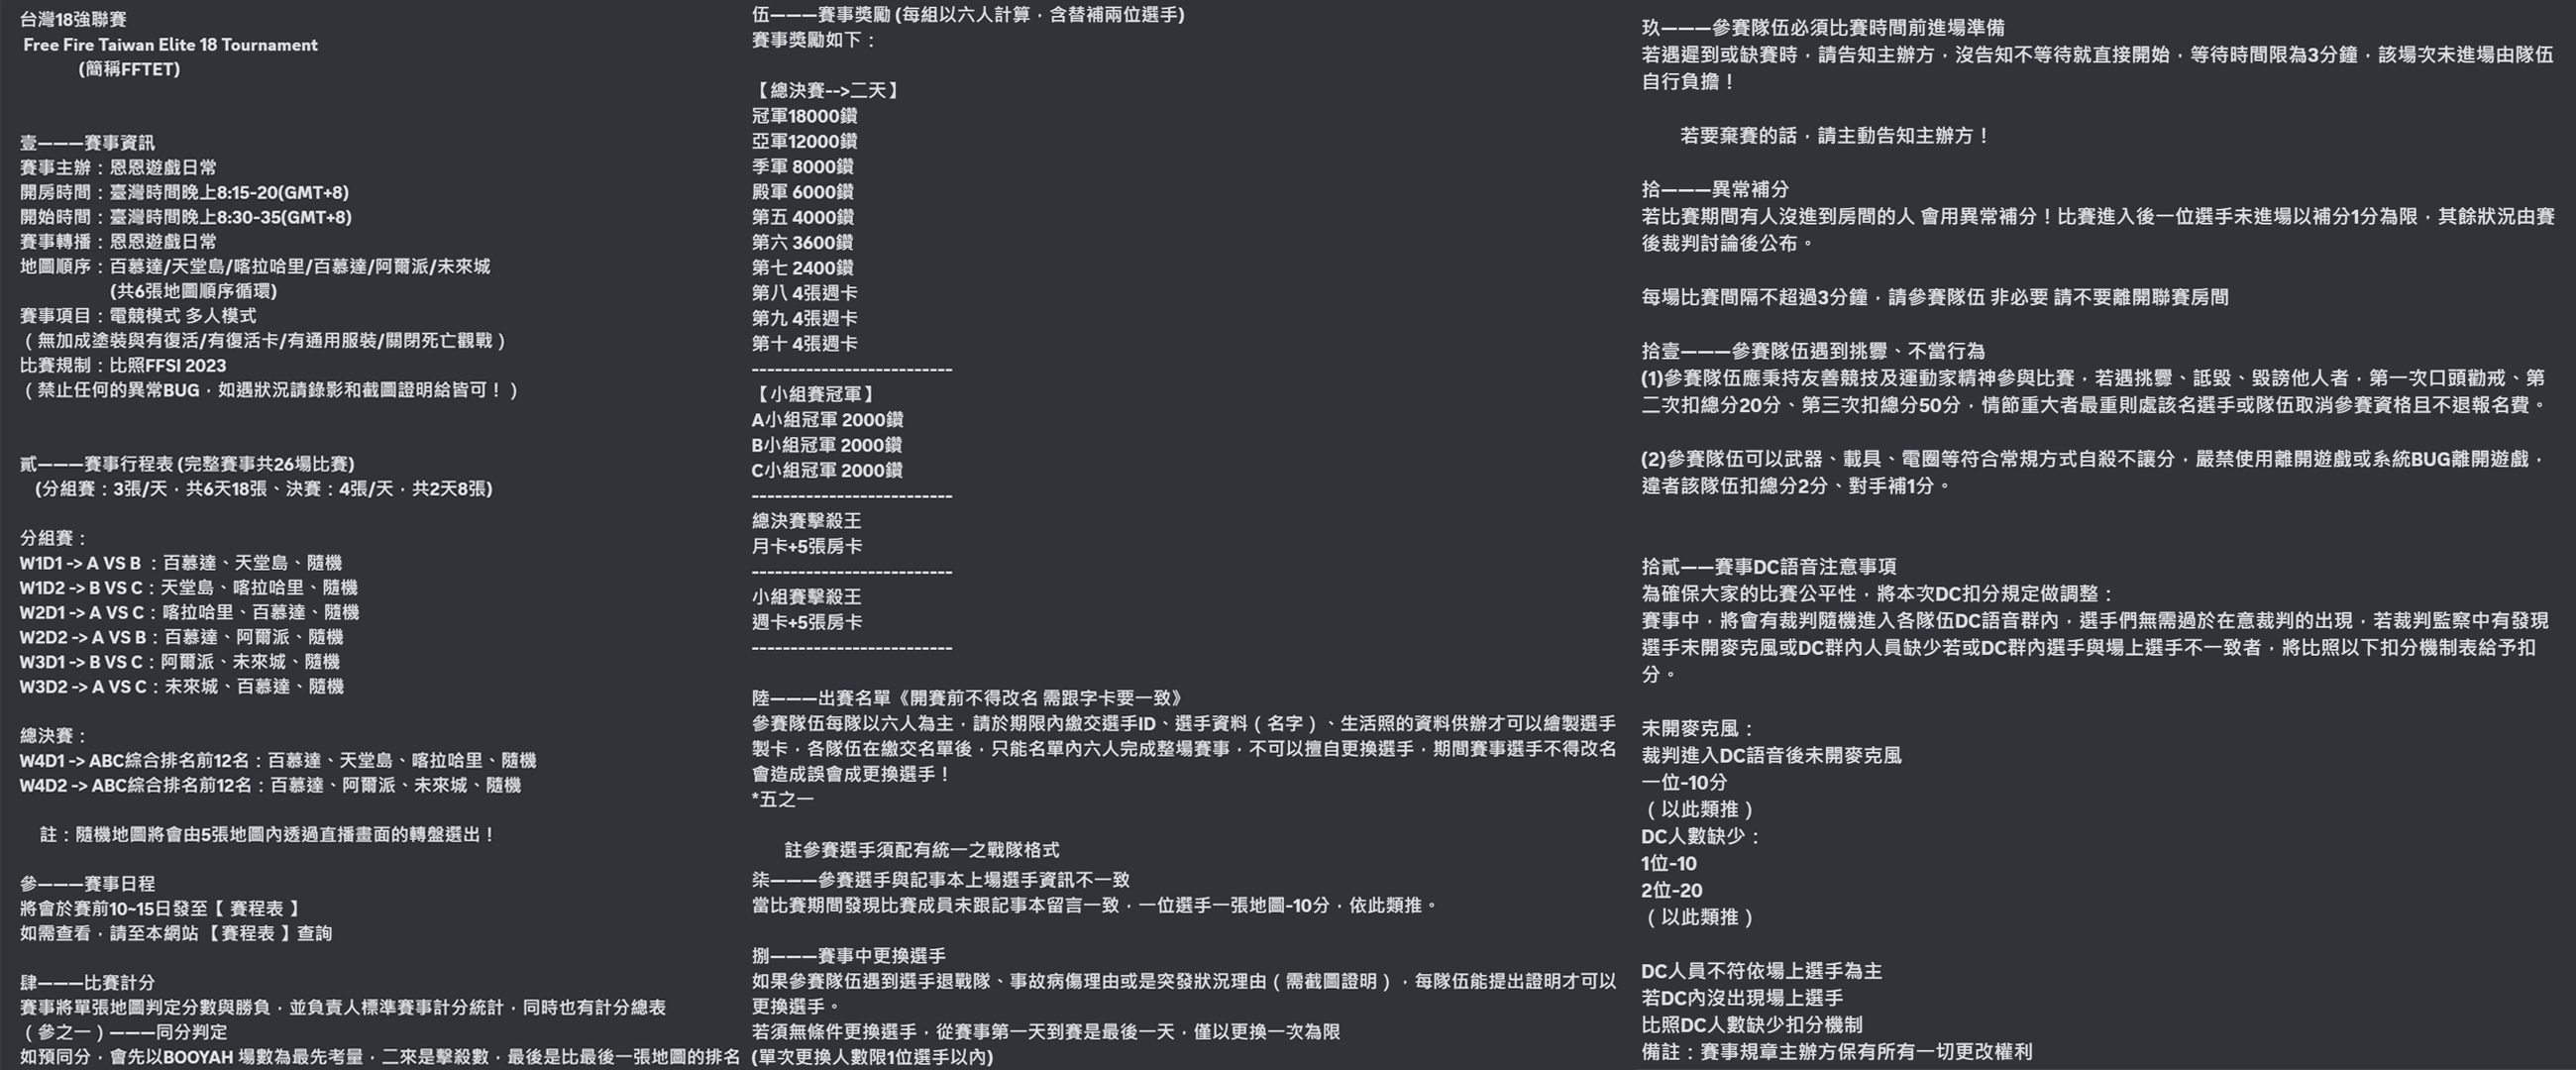 台灣18強聯賽
Free Fire Taiwan Elite 18 Tournament
(簡稱FFTET)
壹———賽事資訊
賽事主辦：恩恩遊戲日常
開房時間：臺灣時間晚上8:15-20(GMT+8)
開始時間：臺灣時間晚上8:30-35(GMT+8)
賽事轉播：恩恩遊戲日常
地圖順序：百慕達/天堂島/喀拉哈里/百慕達/阿爾派/未來城
(共6張地圖順序循環)
賽事項目：電競模式 多人模式
（無加成塗裝與有復活/有復活卡/有通用服裝/關閉死亡觀戰）
比賽規制：比照FFSI 2023
（禁止任何的異常BUG，如遇狀況請錄影和截圖證明給皆可！）
貳———賽事行程表 (完整賽事共26場比賽)
(分組賽：3張/天，共6天18張、決賽：4張/天，共2天8張)
分組賽：
W1D1 -> A VS B ：百慕達、天堂島、隨機
W1D2 -> B VS C：天堂島、喀拉哈里、隨機
W2D1 -> A VS C：喀拉哈里、百慕達、隨機
W2D2 -> A VS B：百慕達、阿爾派、隨機
W3D1 -> B VS C：阿爾派、未來城、隨機
W3D2 -> A VS C：未來城、百慕達、隨機
總決賽：
W4D1 -> ABC綜合排名前12名：百慕達、天堂島、喀拉哈里、隨機
W4D2 -> ABC綜合排名前12名：百慕達、阿爾派、未來城、隨機
註：隨機地圖將會由5張地圖內透過直播畫面的轉盤選出！
參———賽事日程
將會於賽前10~15日發至【 賽程表 】
如需查看，請至本網站 【賽程表 】查詢
肆———比賽計分
賽事將單張地圖判定分數與勝負，並負責人標準賽事計分統計，同時也有計分總表
（參之一）———同分判定
如預同分，會先以BOOYAH 場數為最先考量，二來是擊殺數，最後是比最後一張地圖的排名
伍———賽事獎勵 (每組以六人計算，含替補兩位選手)
賽事獎勵如下：
【總決賽-->二天】
冠軍18000鑽
亞軍12000鑽
季軍 8000鑽
殿軍 6000鑽
第五 4000鑽
第六 3600鑽
第七 2400鑽
第八 4張週卡
第九 4張週卡
第十 4張週卡
--------------------------
【小組賽冠軍】
A小組冠軍 2000鑽
B小組冠軍 2000鑽
C小組冠軍 2000鑽
--------------------------
總決賽擊殺王
月卡+5張房卡
--------------------------
小組賽擊殺王
週卡+5張房卡
--------------------------
陸———出賽名單《開賽前不得改名 需跟字卡要一致》
參賽隊伍每隊以六人為主，請於期限內繳交選手ID、選手資料（名字）、生活照的資料供辦才可以繪製選手
製卡，各隊伍在繳交名單後，只能名單內六人完成整場賽事，不可以擅自更換選手，期間賽事選手不得改名
會造成誤會成更換選手！
*五之一
註參賽選手須配有統一之戰隊格式
柒———參賽選手與記事本上場選手資訊不一致
當比賽期間發現比賽成員未跟記事本留言一致，一位選手一張地圖-10分，依此類推。
捌———賽事中更換選手
如果參賽隊伍遇到選手退戰隊、事故病傷理由或是突發狀況理由（需截圖證明），每隊伍能提出證明才可以
更換選手。
若須無條件更換選手，從賽事第一天到賽是最後一天，僅以更換一次為限
(單次更換人數限1位選手以內)
玖———參賽隊伍必須比賽時間前進場準備
若遇遲到或缺賽時，請告知主辦方，沒告知不等待就直接開始，等待時間限為3分鐘，該場次未進場由隊伍
自行負擔！
若要棄賽的話，請主動告知主辦方！
拾———異常補分
若比賽期間有人沒進到房間的人 會用異常補分！比賽進入後一位選手未進場以補分1分為限，其餘狀況由賽
後裁判討論後公布。
每場比賽間隔不超過3分鐘，請參賽隊伍 非必要 請不要離開聯賽房間
拾壹———參賽隊伍遇到挑釁、不當行為
(1)參賽隊伍應秉持友善競技及運動家精神參與比賽，若遇挑釁、詆毀、毀謗他人者，第一次口頭勸戒、第
二次扣總分20分、第三次扣總分50分，情節重大者最重則處該名選手或隊伍取消參賽資格且不退報名費。
(2)參賽隊伍可以武器、載具、電圈等符合常規方式自殺不讓分，嚴禁使用離開遊戲或系統BUG離開遊戲，
違者該隊伍扣總分2分、對手補1分。
拾貳——賽事DC語音注意事項
為確保大家的比賽公平性，將本次DC扣分規定做調整：
賽事中，將會有裁判隨機進入各隊伍DC語音群內，選手們無需過於在意裁判的出現，若裁判監察中有發現
選手未開麥克風或DC群內人員缺少若或DC群內選手與場上選手不一致者，將比照以下扣分機制表給予扣
分。
未開麥克風：
裁判進入DC語音後未開麥克風
一位-10分
（以此類推）
DC人數缺少：
1位-10
2位-20
（以此類推）
DC人員不符依場上選手為主
若DC內沒出現場上選手
比照DC人數缺少扣分機制
備註：賽事規章主辦方保有所有一切更改權利